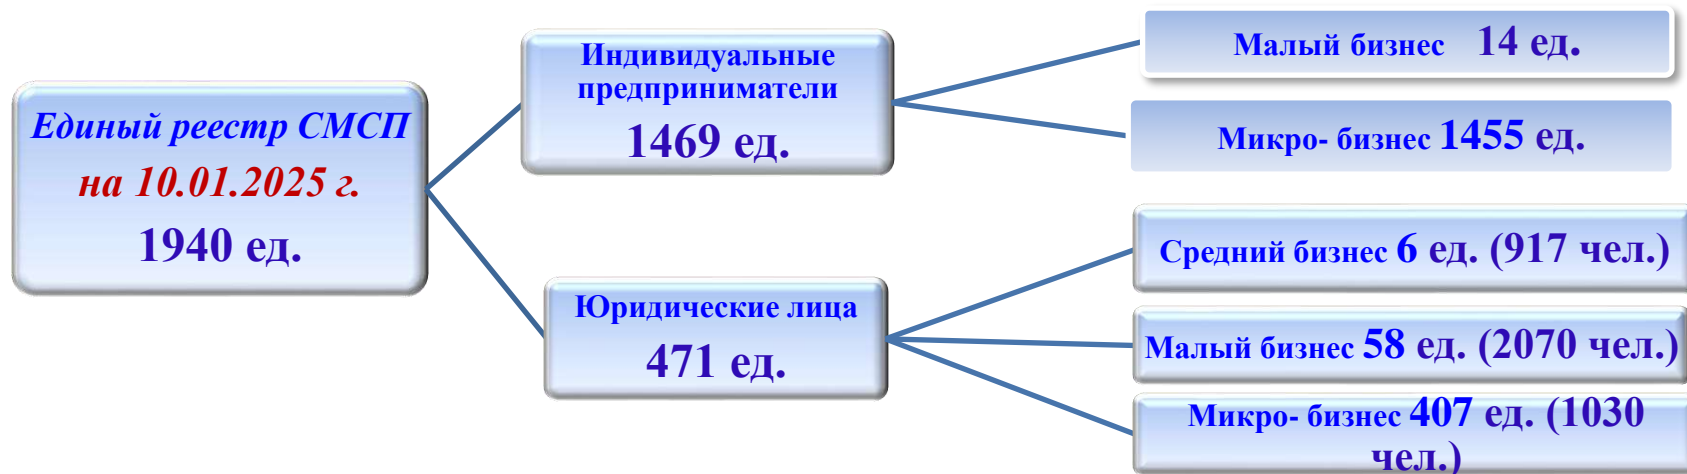 Единый реестр СМСП
на 10.01.2025 г.
1940 ед.
Индивидуальные
предприниматели
1469 ед.
Малый бизнес 14 ед.
Микро- бизнес 1455 ед.
Юридические лица
471 ед.
Средний бизнес 6 ед. (917 чел.)
Малый бизнес 58 ед. (2070 чел.)
Микро- бизнес 407 ед. (1030
чел.)